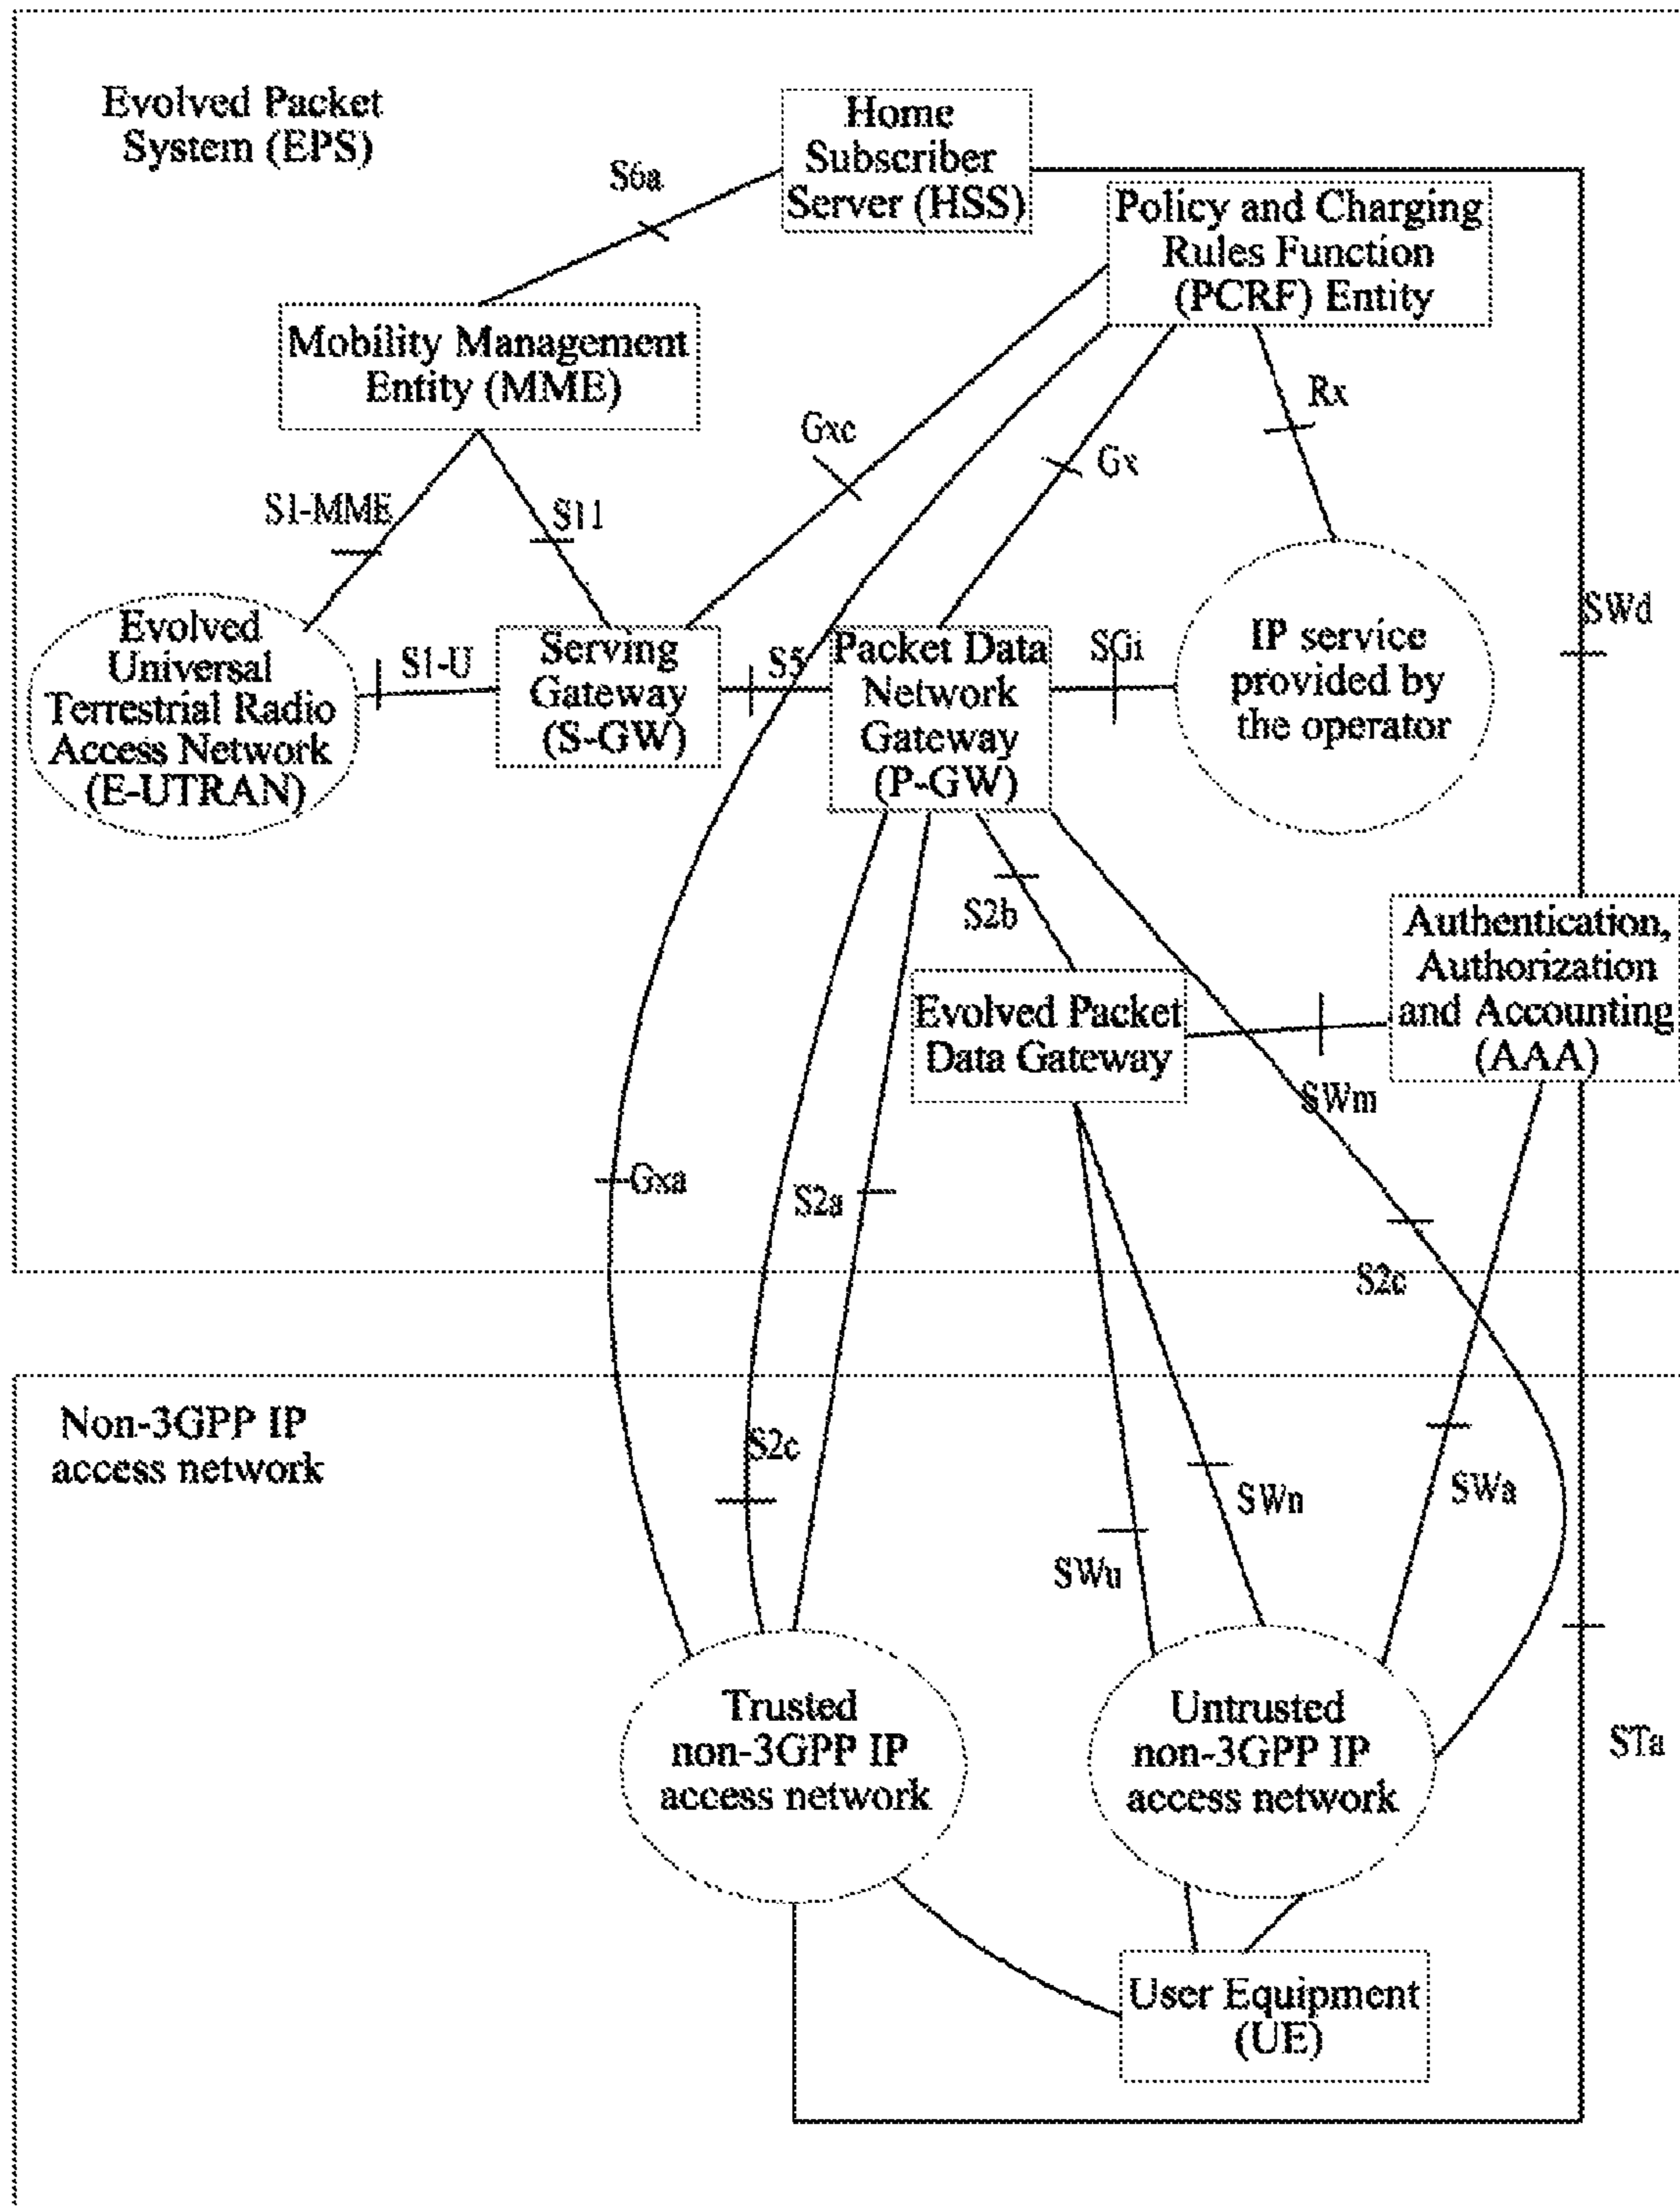 Evolved Packet
System (EPS)
Home
Subscriber
Server (HSS)
S6a
Policy and Charging
Rules Function
(PCRF) Entity
Mobility Management
Entity (MME)
Rx
Gxc
Gx
S1-MME
S11
SWd
Evolved
Universal
Terrestrial Radio
Access Network
(E-UTRAN)
S1-U
Serving
Gateway
(S-GW)
S5
Packet Data
Network
Gateway
(P-GW)
SGi
IP service
provided by
the operator
S2b
Authentication,
Authorization
and Accounting
(AAA)
Evolved Packet
Data Gateway
SWm
Gxa
S2a
S2c
Non-3GPP IP
access network
S2c
SWn
SWa
SWu
Trusted
non-3GPP IP
access network
Untrusted
non-3GPP IP
access network
STa
User Equipment
(UE)